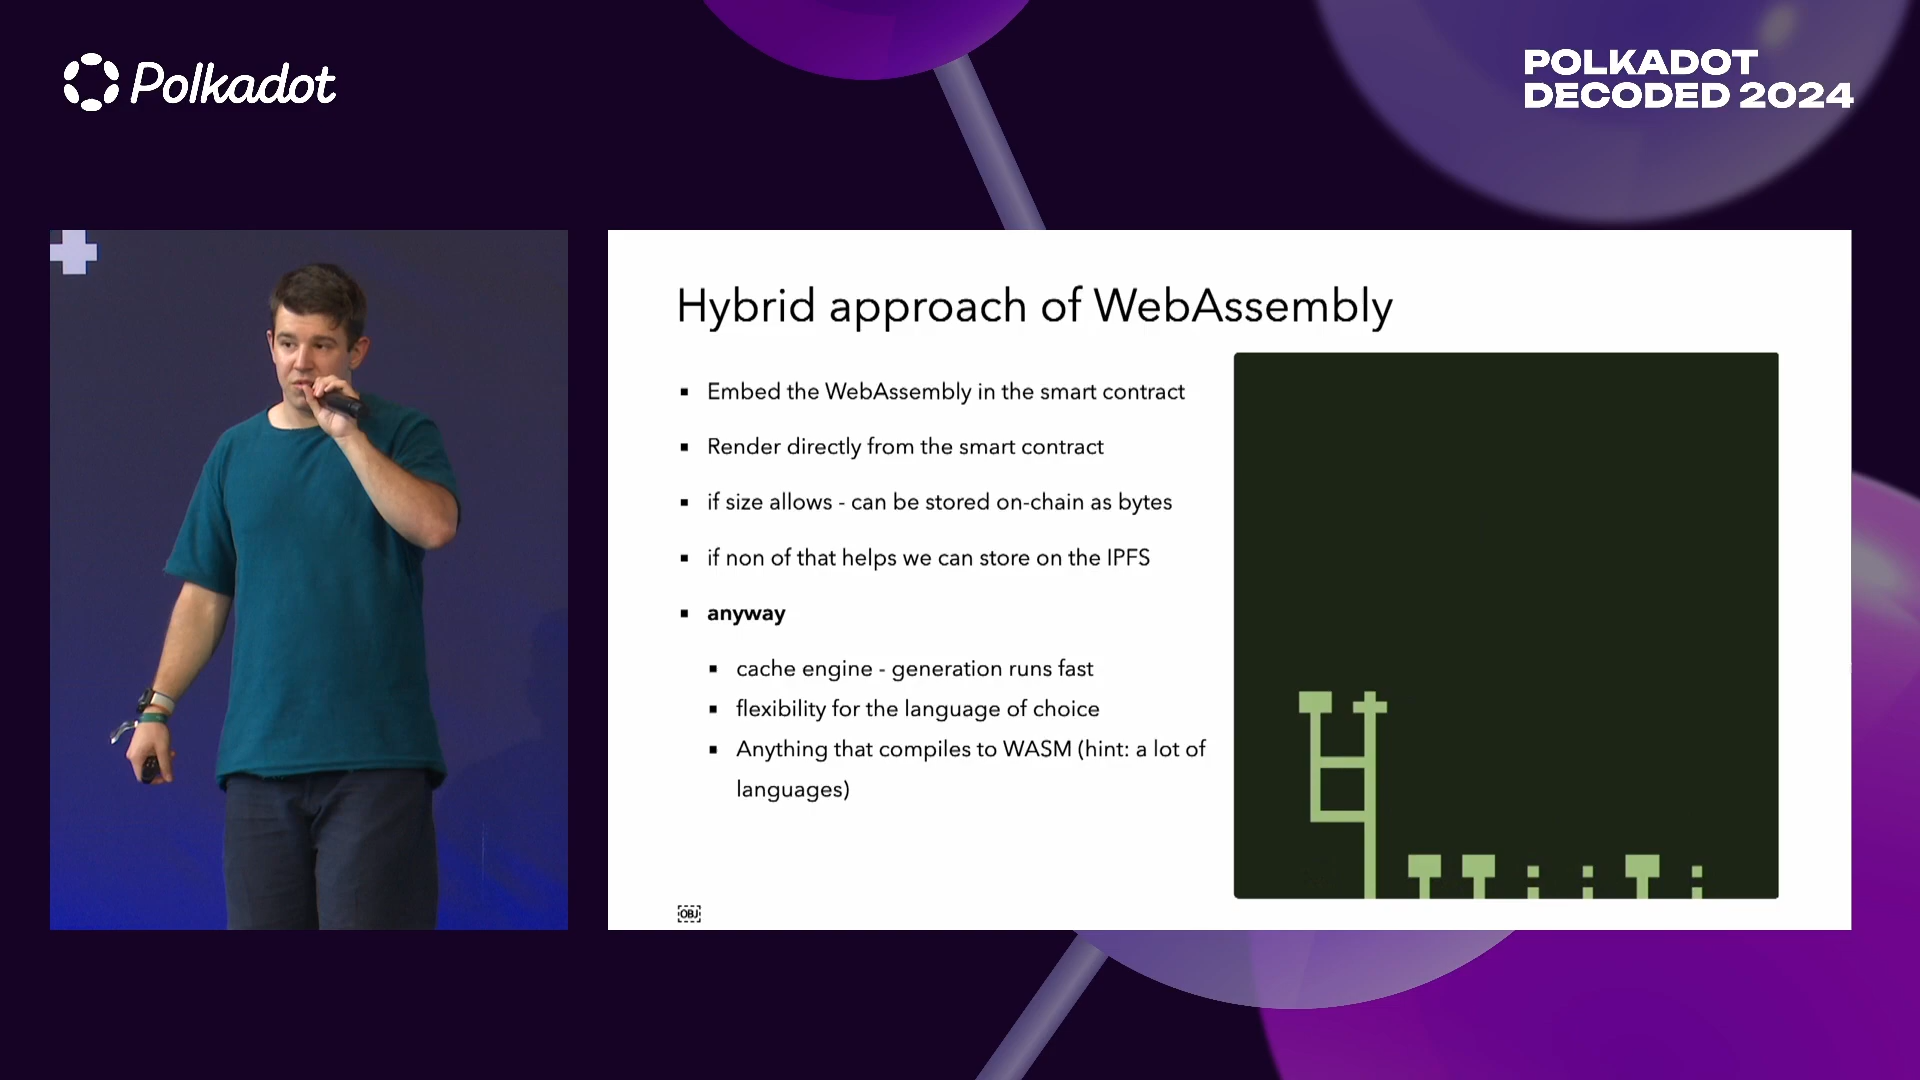 Polkadot
POLKADOT
DECODED 2024
Hybrid approach of WebAssembly
▪ Embed the WebAssembly in the smart contract
▪ Render directly from the smart contract
▪ if size allows - can be stored on-chain as bytes
▪ if non of that helps we can store on the IPFS
▪ anyway
▪ cache engine - generation runs fast
▪ flexibility for the language of choice
▪ Anything that compiles to WASM (hint: a lot of
languages)
OBJ